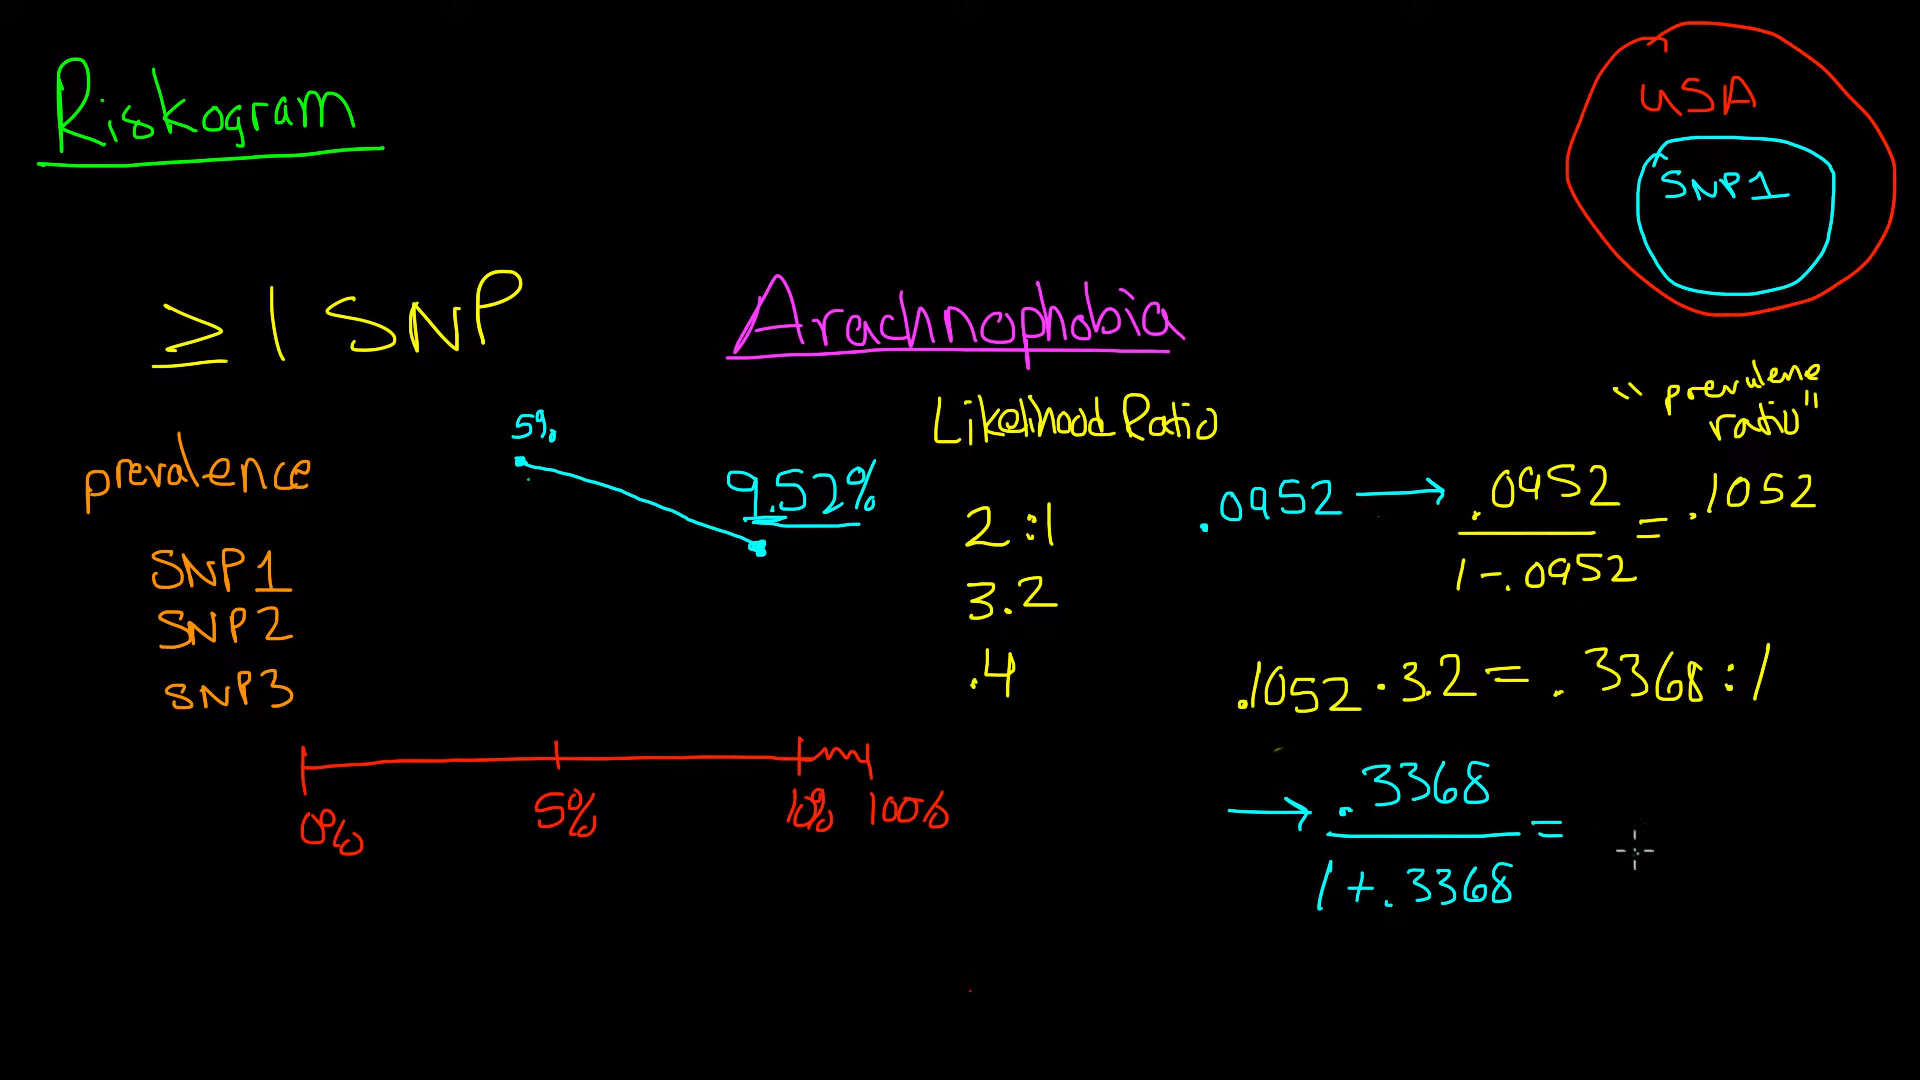 Riskogram
USA
SNP1
≥ 1 SNP
Arachnophobia
"prevalene
ratio"
Likelihood Ratio
5%
prevalence
9.52%
2:1
.0952 → .0952 / 1-.0952 = .1052
SNP1
3.2
SNP2
.4
.1052 · 3.2 = .3368:1
SNP3
0%
5%
10%
100%
→ .3368 / 1+.3368 =